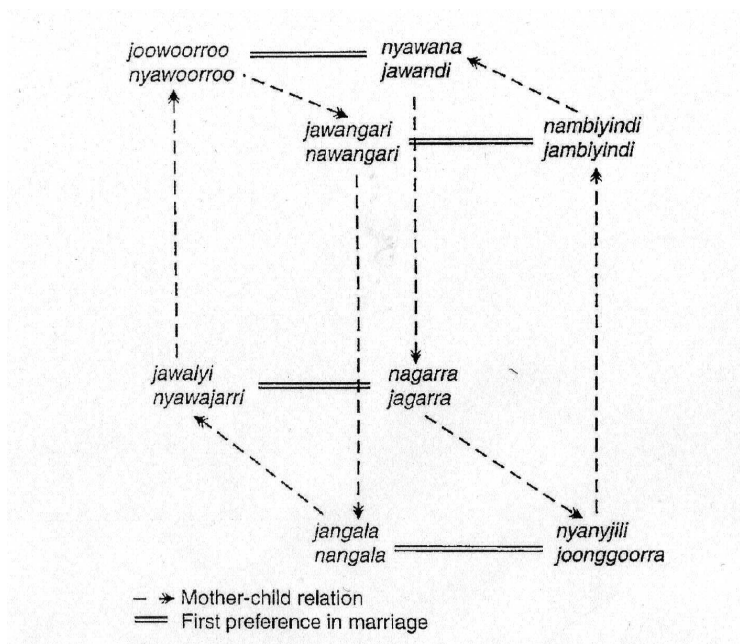 joowoorroo
nyawoorroo
nyawana
jawandi
jawangari
nawangari
nambiyindi
jambiyindi
jawalyi
nyawajarri
nagarra
jagarra
jangala
nangala
nyanyjili
joonggoorra
Mother-child relation
First preference in marriage